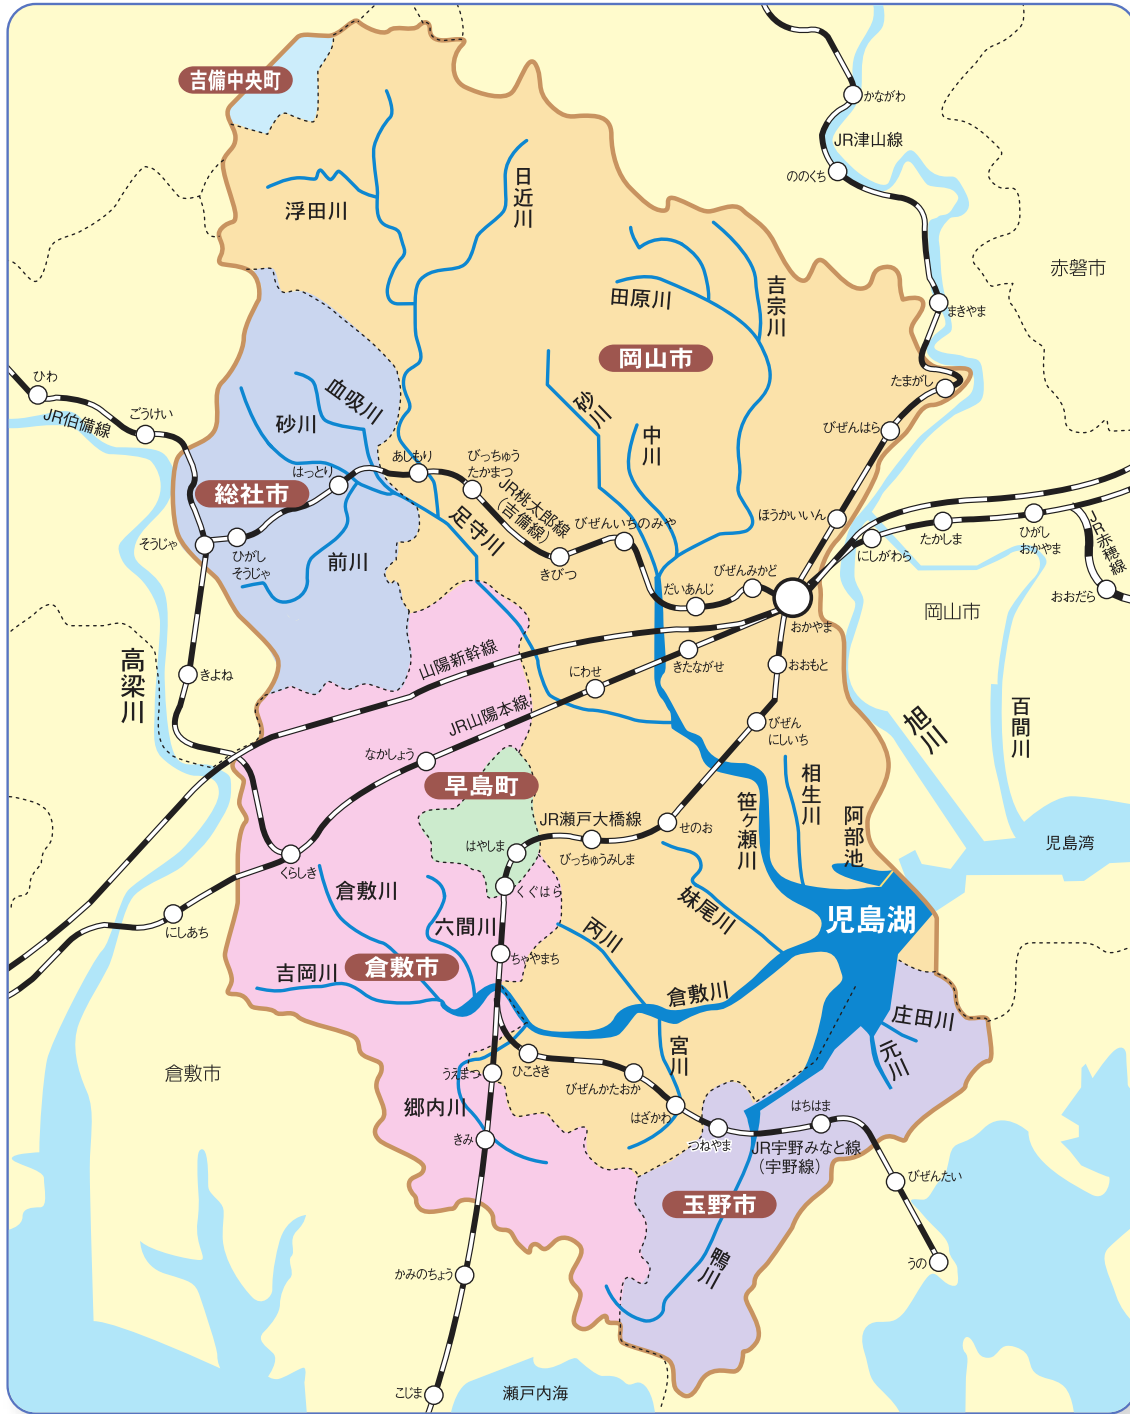 吉備中央町
かながわ
JR津山線
ののくち
日近川
浮田川
赤磐市
吉宗川
田原川
まきやま
岡山市
ひわ
JR伯備線
ごうけい
血吸川
砂川
砂川
中川
たまがし
びぜんはら
はっとり
あしもり
びっちゅう
たかまつ
総社市
JR桃太郎線
(吉備線)
足守川
びぜんいちのみや
ほうかいいん
そうじゃ
ひがし
そうじゃ
前川
きびつ
にしがわら
たかしま
ひがし
おかやま
JR赤穂線
おおだら
だいあんじ
びぜんみかど
おかやま
岡山市
高梁川
きよね
山陽新幹線
にわせ
きたながせ
おおもと
JR山陽本線
びぜん
にしいち
旭川
百間川
なかしょう
早島町
相生川
笹ヶ瀬川
阿部池
JR瀬戸大橋線
せのお
はやしま
びっちゅうみしま
児島湾
くらしき
くぐはら
倉敷川
妹尾川
児島湖
にしあち
六間川
丙川
倉敷市
ちゃやまち
吉岡川
倉敷川
庄田川
元川
宮川
倉敷市
うえまつ
ひこさき
びぜんかたおか
郷内川
はざかわ
はちはま
きみ
つねやま
JR宇野みなと線
(宇野線)
びぜんたい
玉野市
鴨川
うの
かみのちょう
こじま
瀬戸内海